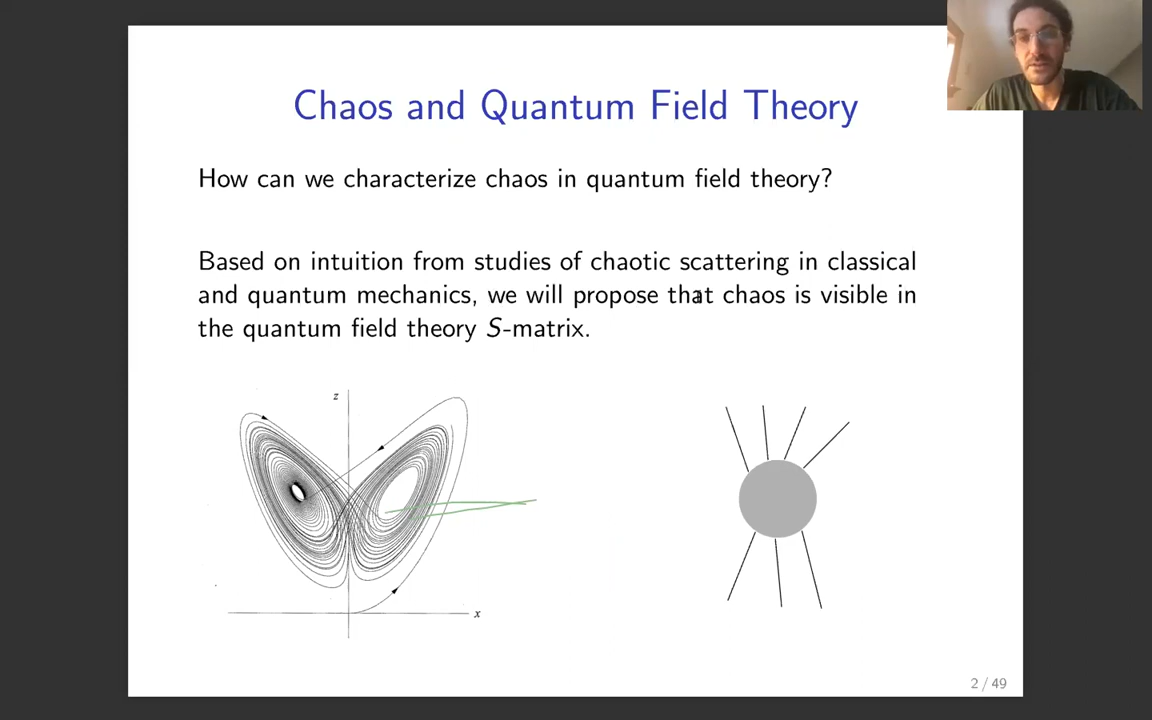 Chaos and Quantum Field Theory
How can we characterize chaos in quantum field theory?
Based on intuition from studies of chaotic scattering in classical
and quantum mechanics, we will propose that chaos is visible in
the quantum field theory S-matrix.
z
x
2 / 49